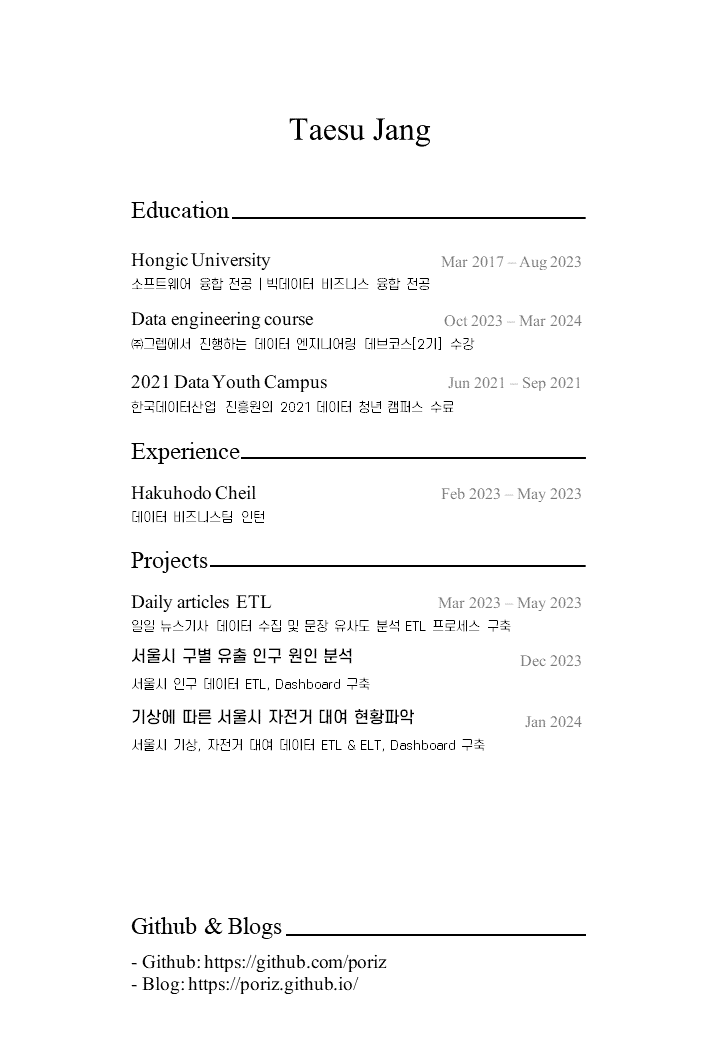 Taesu Jang
Education
Hongic University Mar 2017 – Aug 2023
소프트웨어 융합 전공 | 빅데이터 비즈니스 융합 전공
Data engineering course Oct 2023 – Mar 2024
㈜그렙에서 진행하는 데이터 엔지니어링 데브코스[2기] 수강
2021 Data Youth Campus Jun 2021 – Sep 2021
한국데이터산업 진흥원의 2021 데이터 청년 캠퍼스 수료
Experience
Hakuhodo Cheil Feb 2023 – May 2023
데이터 비즈니스팀 인턴
Projects
Daily articles ETL Mar 2023 – May 2023
일일 뉴스기사 데이터 수집 및 문장 유사도 분석 ETL 프로세스 구축
서울시 구별 유출 인구 원인 분석 Dec 2023
서울시 인구 데이터 ETL, Dashboard 구축
기상에 따른 서울시 자전거 대여 현황파악 Jan 2024
서울시 기상, 자전거 대여 데이터 ETL & ELT, Dashboard 구축
Github & Blogs
- Github: https://github.com/poriz
- Blog: https://poriz.github.io/